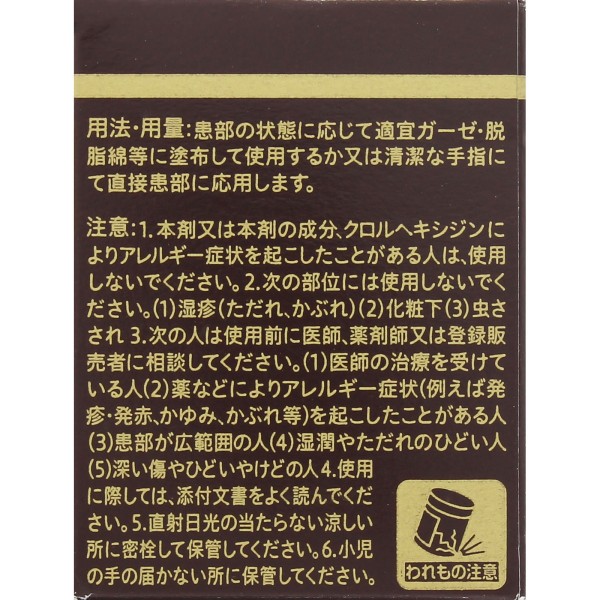 用法・用量:患部の状態に応じて適宜ガーゼ・脱
脂綿等に塗布して使用するか又は清潔な手指に
て直接患部に応用します。
注意:1.本剤又は本剤の成分、クロルヘキシジンに
よりアレルギー症状を起こしたことがある人は、使用
しないでください。2.次の部位には使用しないでく
ださい。(1)湿疹(ただれ、かぶれ)(2)化粧下(3)虫さ
され 3.次の人は使用前に医師、薬剤師又は登録販
売者に相談してください。(1)医師の治療を受けて
いる人(2)薬などによりアレルギー症状(例えば発
疹・発赤、かゆみ、かぶれ等)を起こしたことがある人
(3)患部が広範囲の人(4)湿潤やただれのひどい人
(5)深い傷やひどいやけどの人4.使用
に際しては、添付文書をよく読んでくだ
さい。5.直射日光の当たらない涼しい
所に密栓して保管してください。6.小児
の手の届かない所に保管してください。
われもの注意